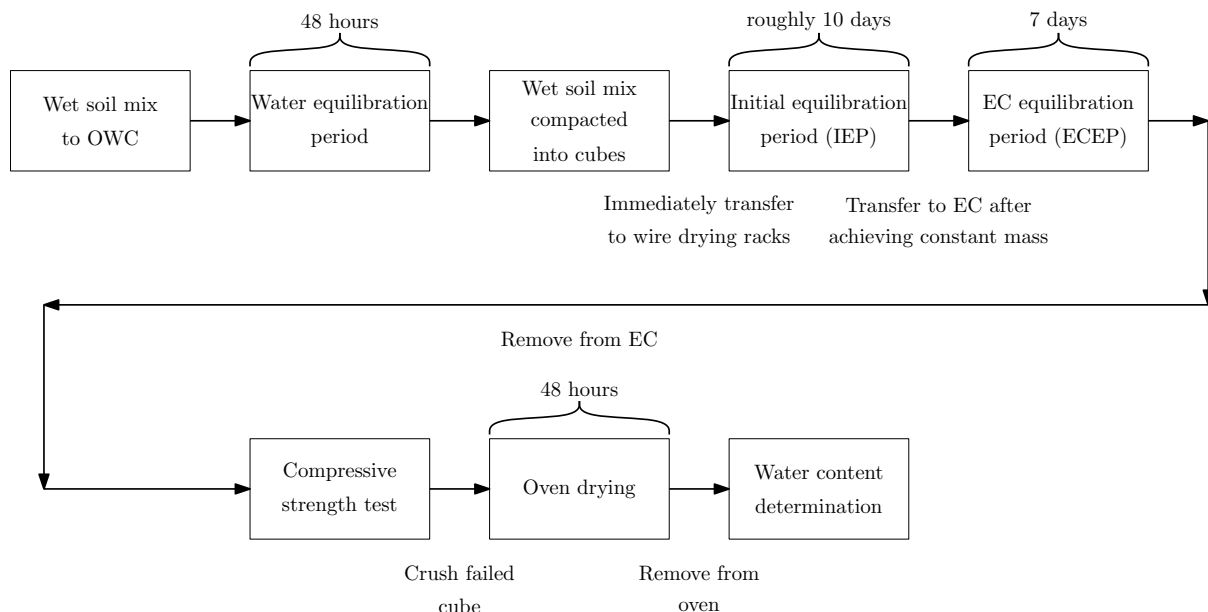 48 hours
roughly 10 days
7 days
Wet soil mix
to OWC
Water equilibration
period
Wet soil mix
compacted
into cubes
Initial equilibration
period (IEP)
EC equilibration
period (ECEP)
Immediately transfer
to wire drying racks
Transfer to EC after
achieving constant mass
Remove from EC
48 hours
Compressive
strength test
Oven drying
Water content
determination
Crush failed
cube
Remove from
oven